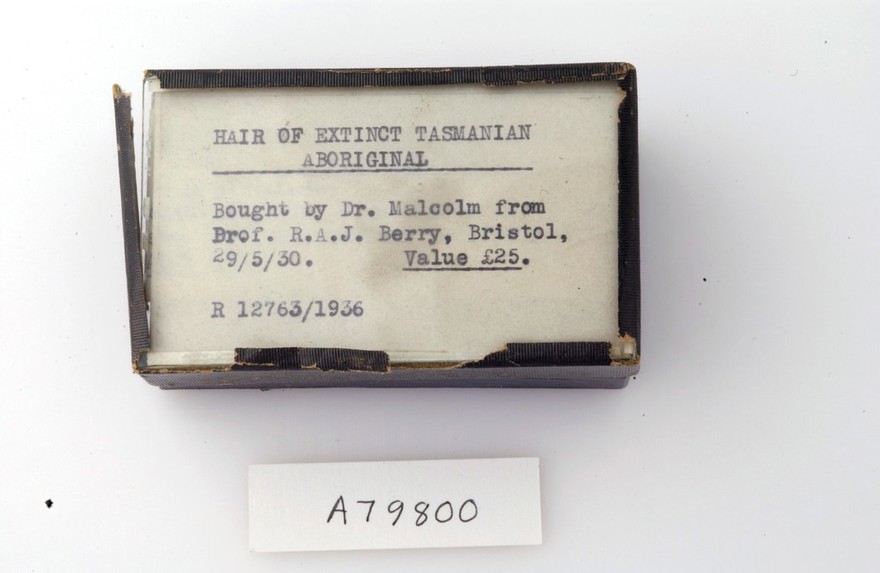 HAIR OF EXTINCT TASMANIAN
ABORIGINAL
Bought by Dr. Malcolm from
Prof. R.A.J. Berry, Bristol,
29/5/30. Value £25.
R 12763/1936
A79800